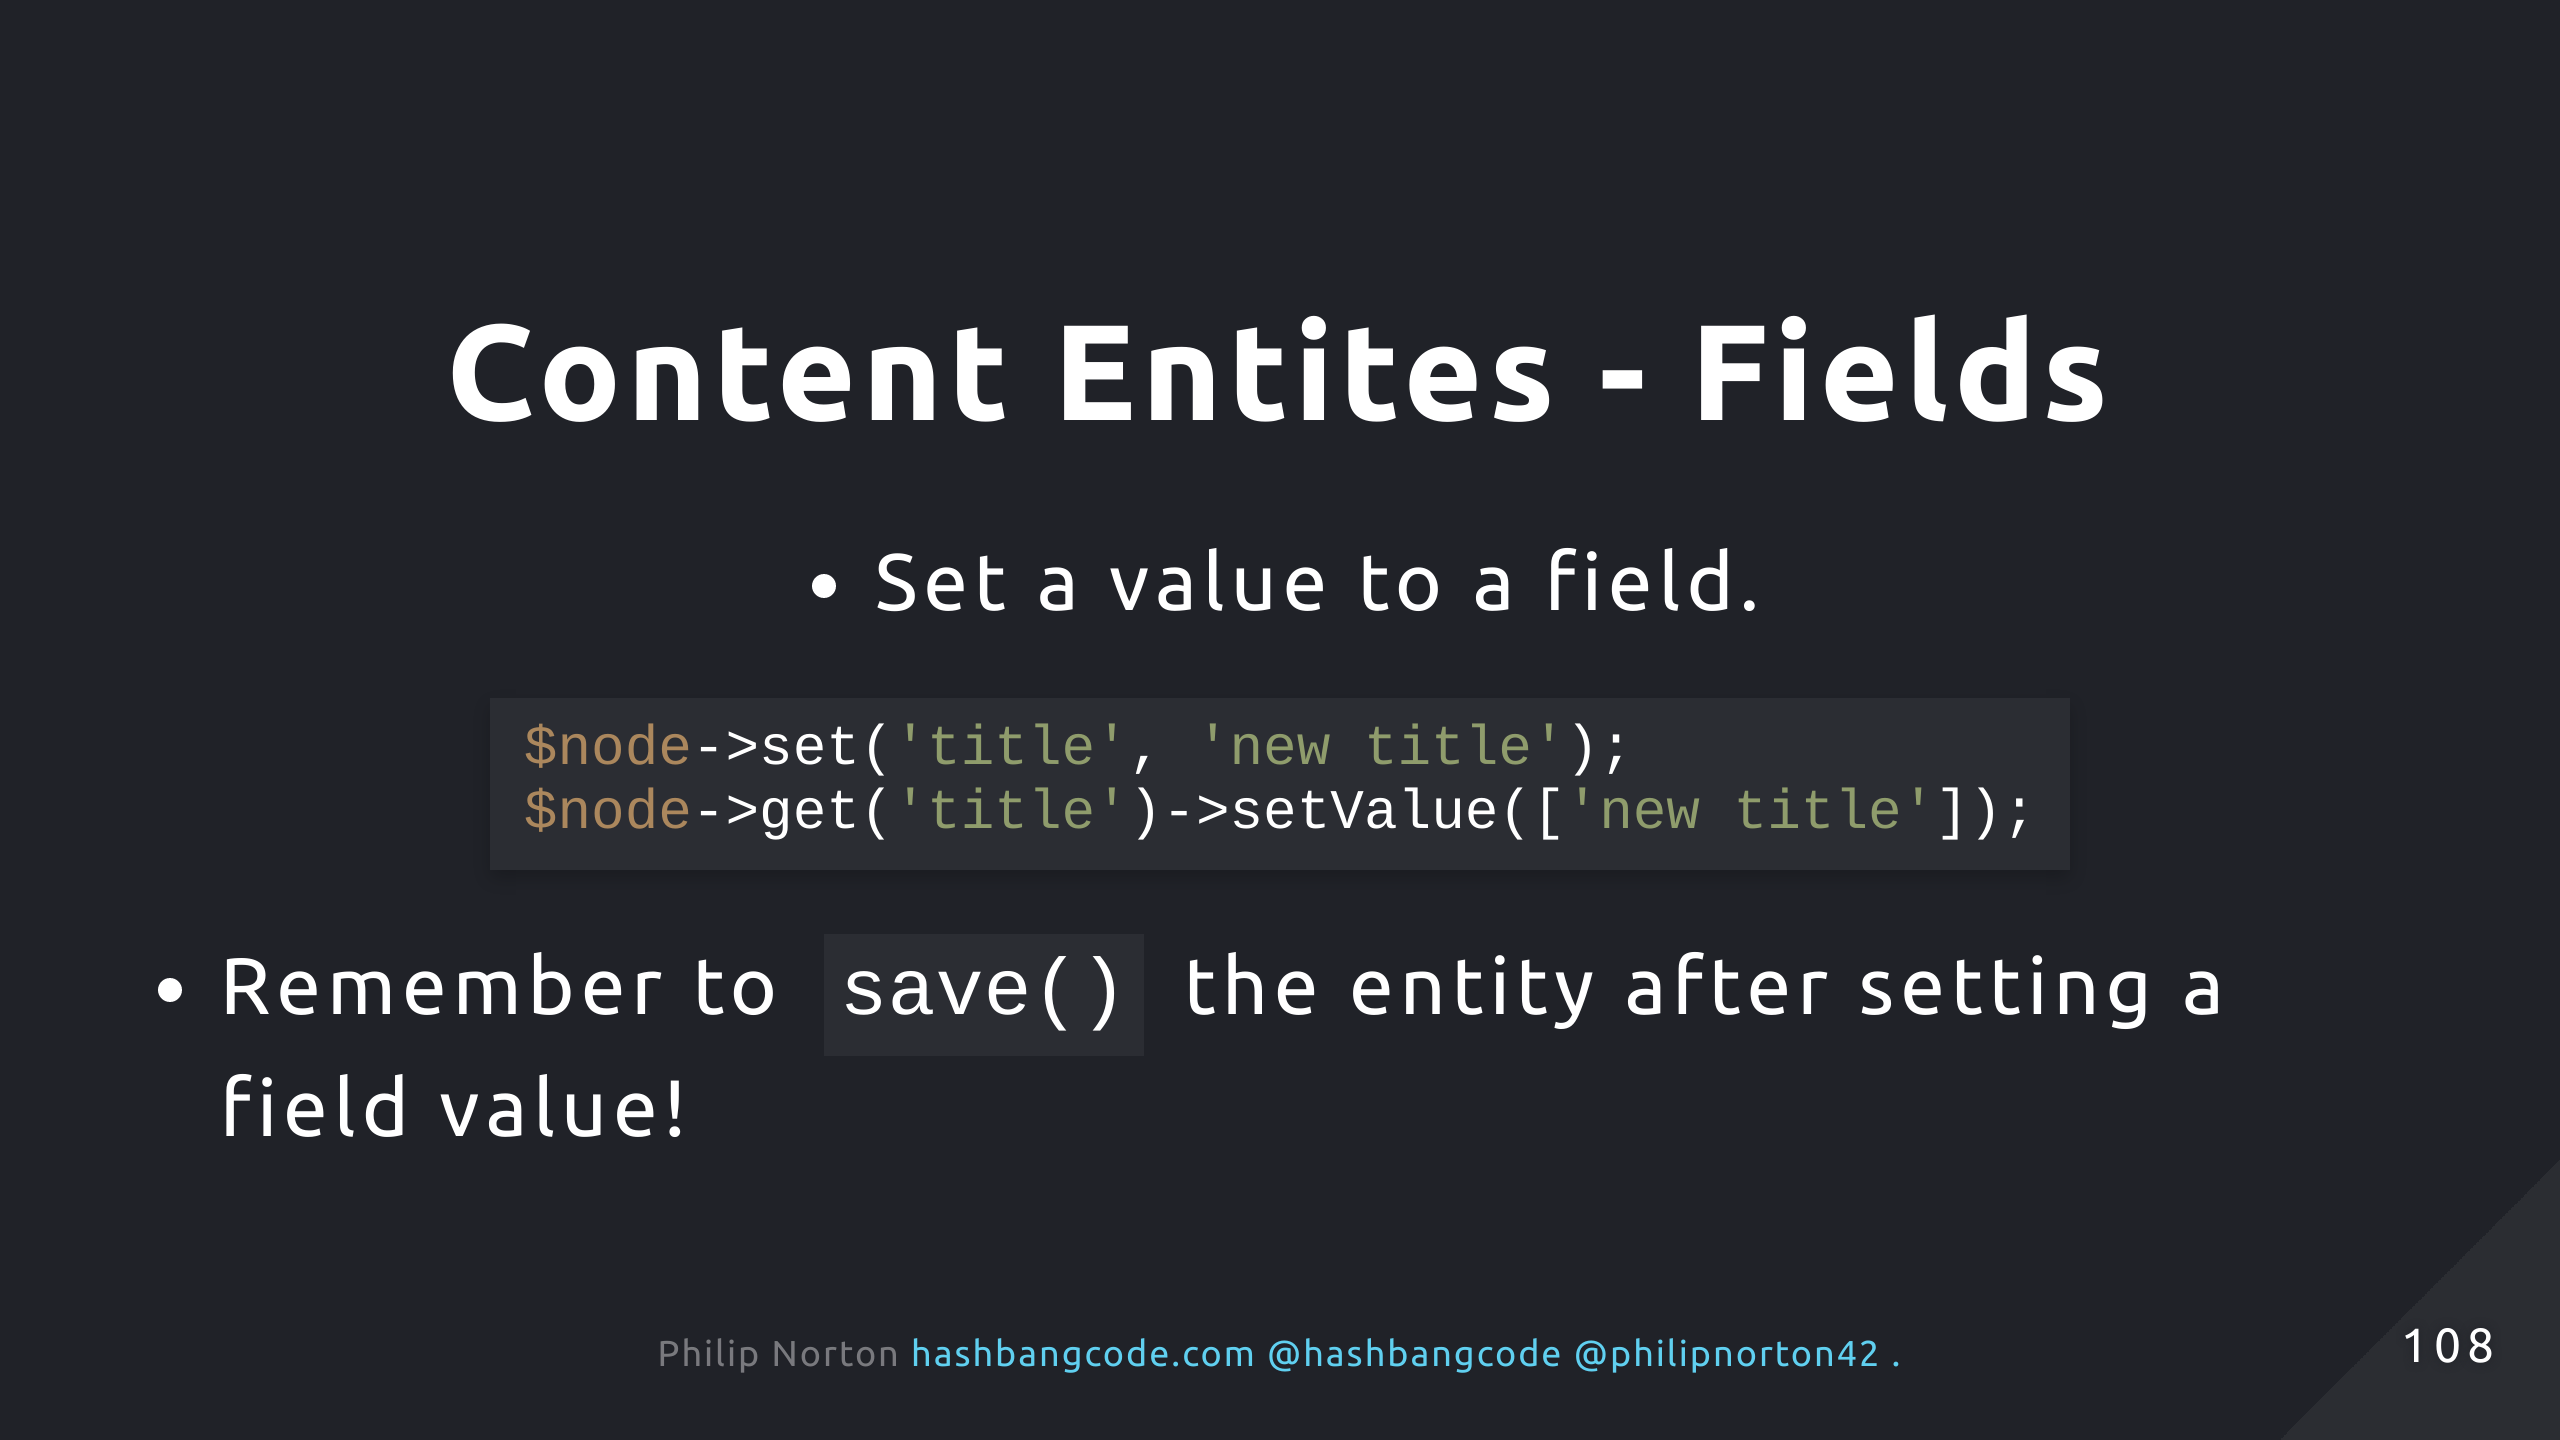 Content Entites - Fields
• Set a value to a field.
$node->set('title', 'new title');
$node->get('title')->setValue(['new title']);
• Remember to save() the entity after setting a
field value!
Philip Norton hashbangcode.com @hashbangcode @philipnorton42 .
108